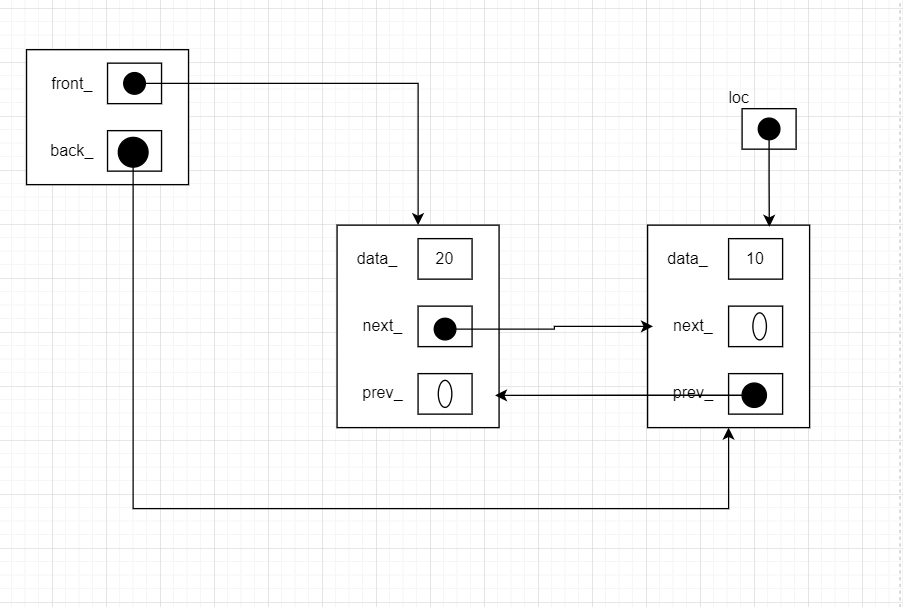 front_
back_
loc
data_ 20
next_
prev_ 0
data_ 10
next_ 0
prev_